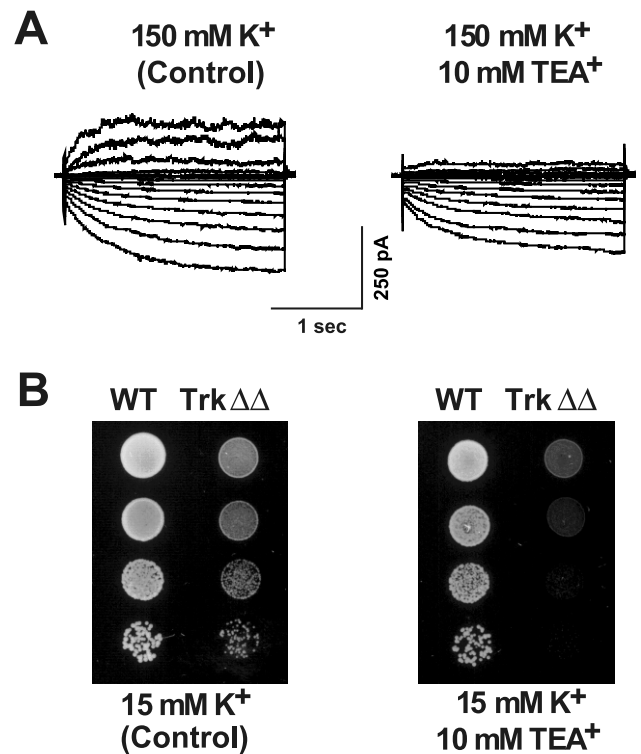 A
150 mM K+
(Control)
150 mM K+
10 mM TEA+
250 pA
1 sec
B
WT Trk ΔΔ
WT Trk ΔΔ
15 mM K+
(Control)
15 mM K+
10 mM TEA+